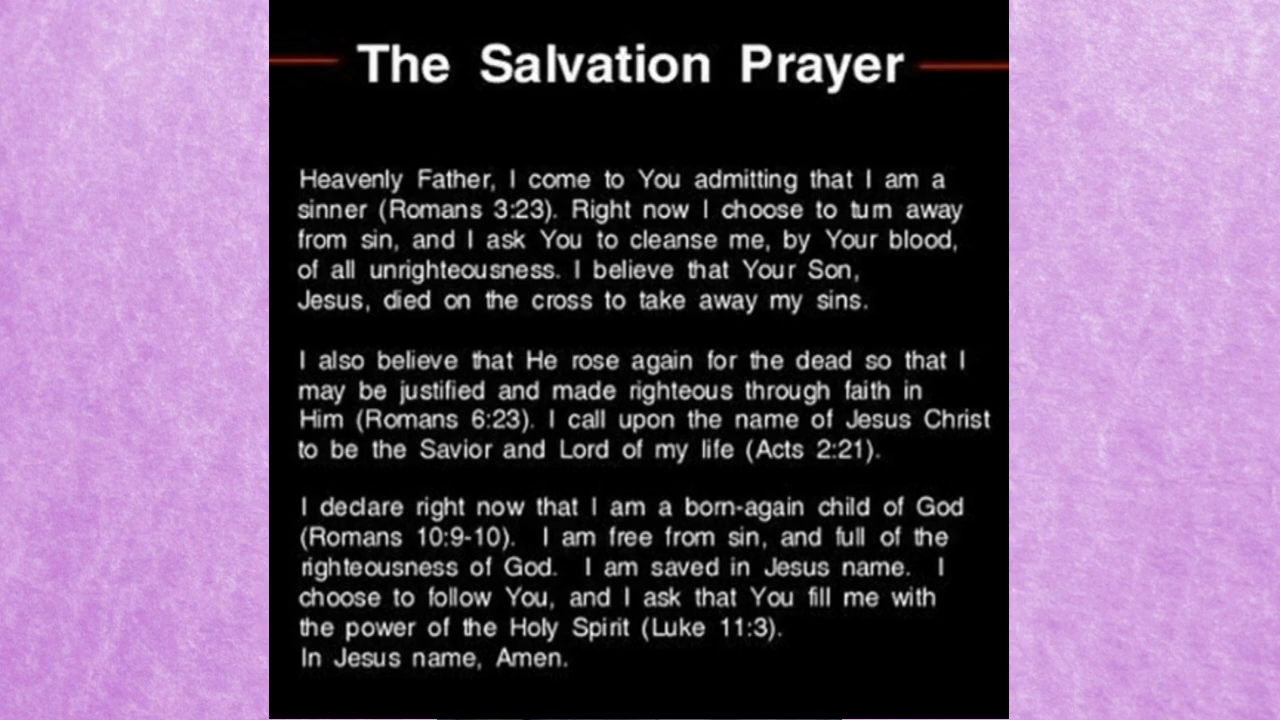 The Salvation Prayer
Heavenly Father, I come to You admitting that I am a
sinner (Romans 3:23). Right now I choose to turn away
from sin, and I ask You to cleanse me, by Your blood,
of all unrighteousness. I believe that Your Son,
Jesus, died on the cross to take away my sins.
I also believe that He rose again for the dead so that I
may be justified and made righteous through faith in
Him (Romans 6:23). I call upon the name of Jesus Christ
to be the Savior and Lord of my life (Acts 2:21).
I declare right now that I am a born-again child of God
(Romans 10:9-10). I am free from sin, and full of the
righteousness of God. I am saved in Jesus name. I
choose to follow You, and I ask that You fill me with
the power of the Holy Spirit (Luke 11:3).
In Jesus name, Amen.